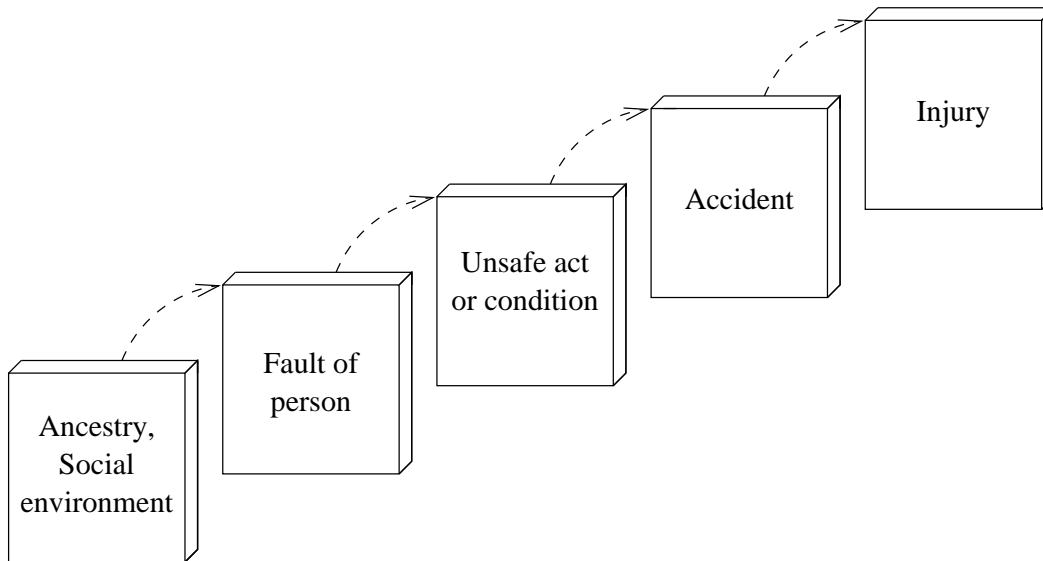 Ancestry,
Social
environment
Fault of
person
Unsafe act
or condition
Accident
Injury